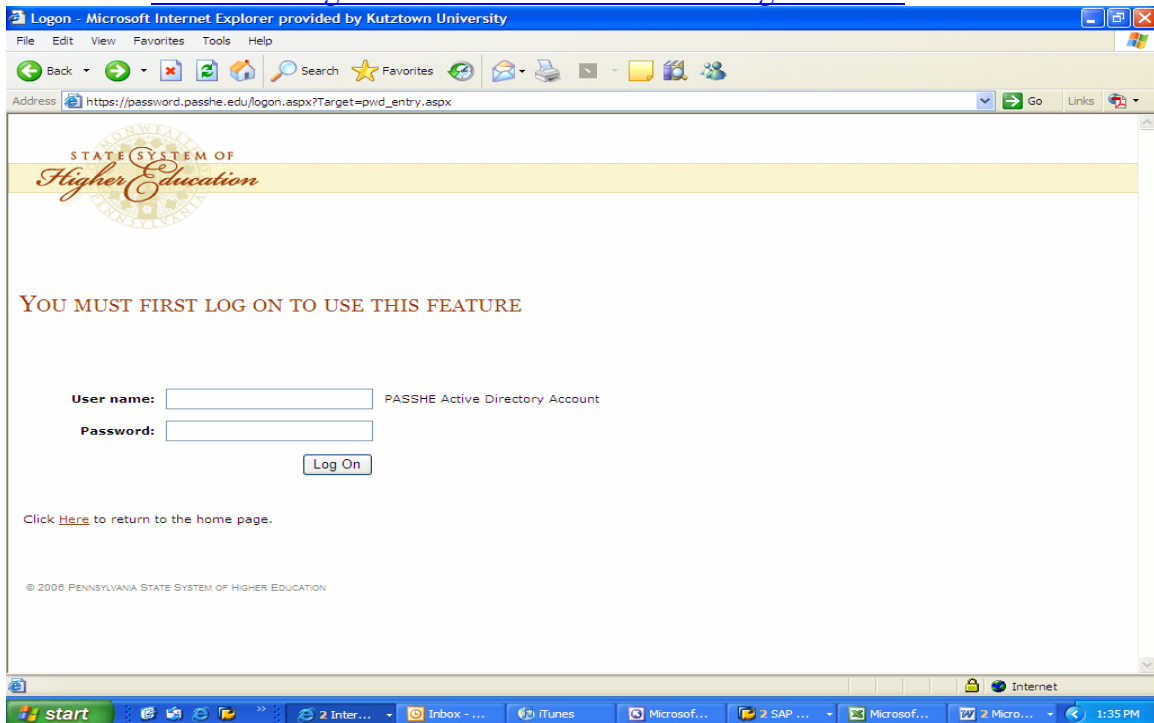 Logon - Microsoft Internet Explorer provided by Kutztown University
File Edit View Favorites Tools Help
Back Search Favorites
Address https://password.passhe.edu/logon.aspx?Target=pwd_entry.aspx Go Links
COMMONWEALTH
STATE SYSTEM OF
Higher Education
PENNSYLVANIA
YOU MUST FIRST LOG ON TO USE THIS FEATURE
User name: PASSHE Active Directory Account
Password:
Log On
Click Here to return to the home page.
© 2006 PENNSYLVANIA STATE SYSTEM OF HIGHER EDUCATION
Internet
start 2 Inter... Inbox - ... iTunes Microsof... 2 SAP ... Microsof... 2 Micro... 1:35 PM